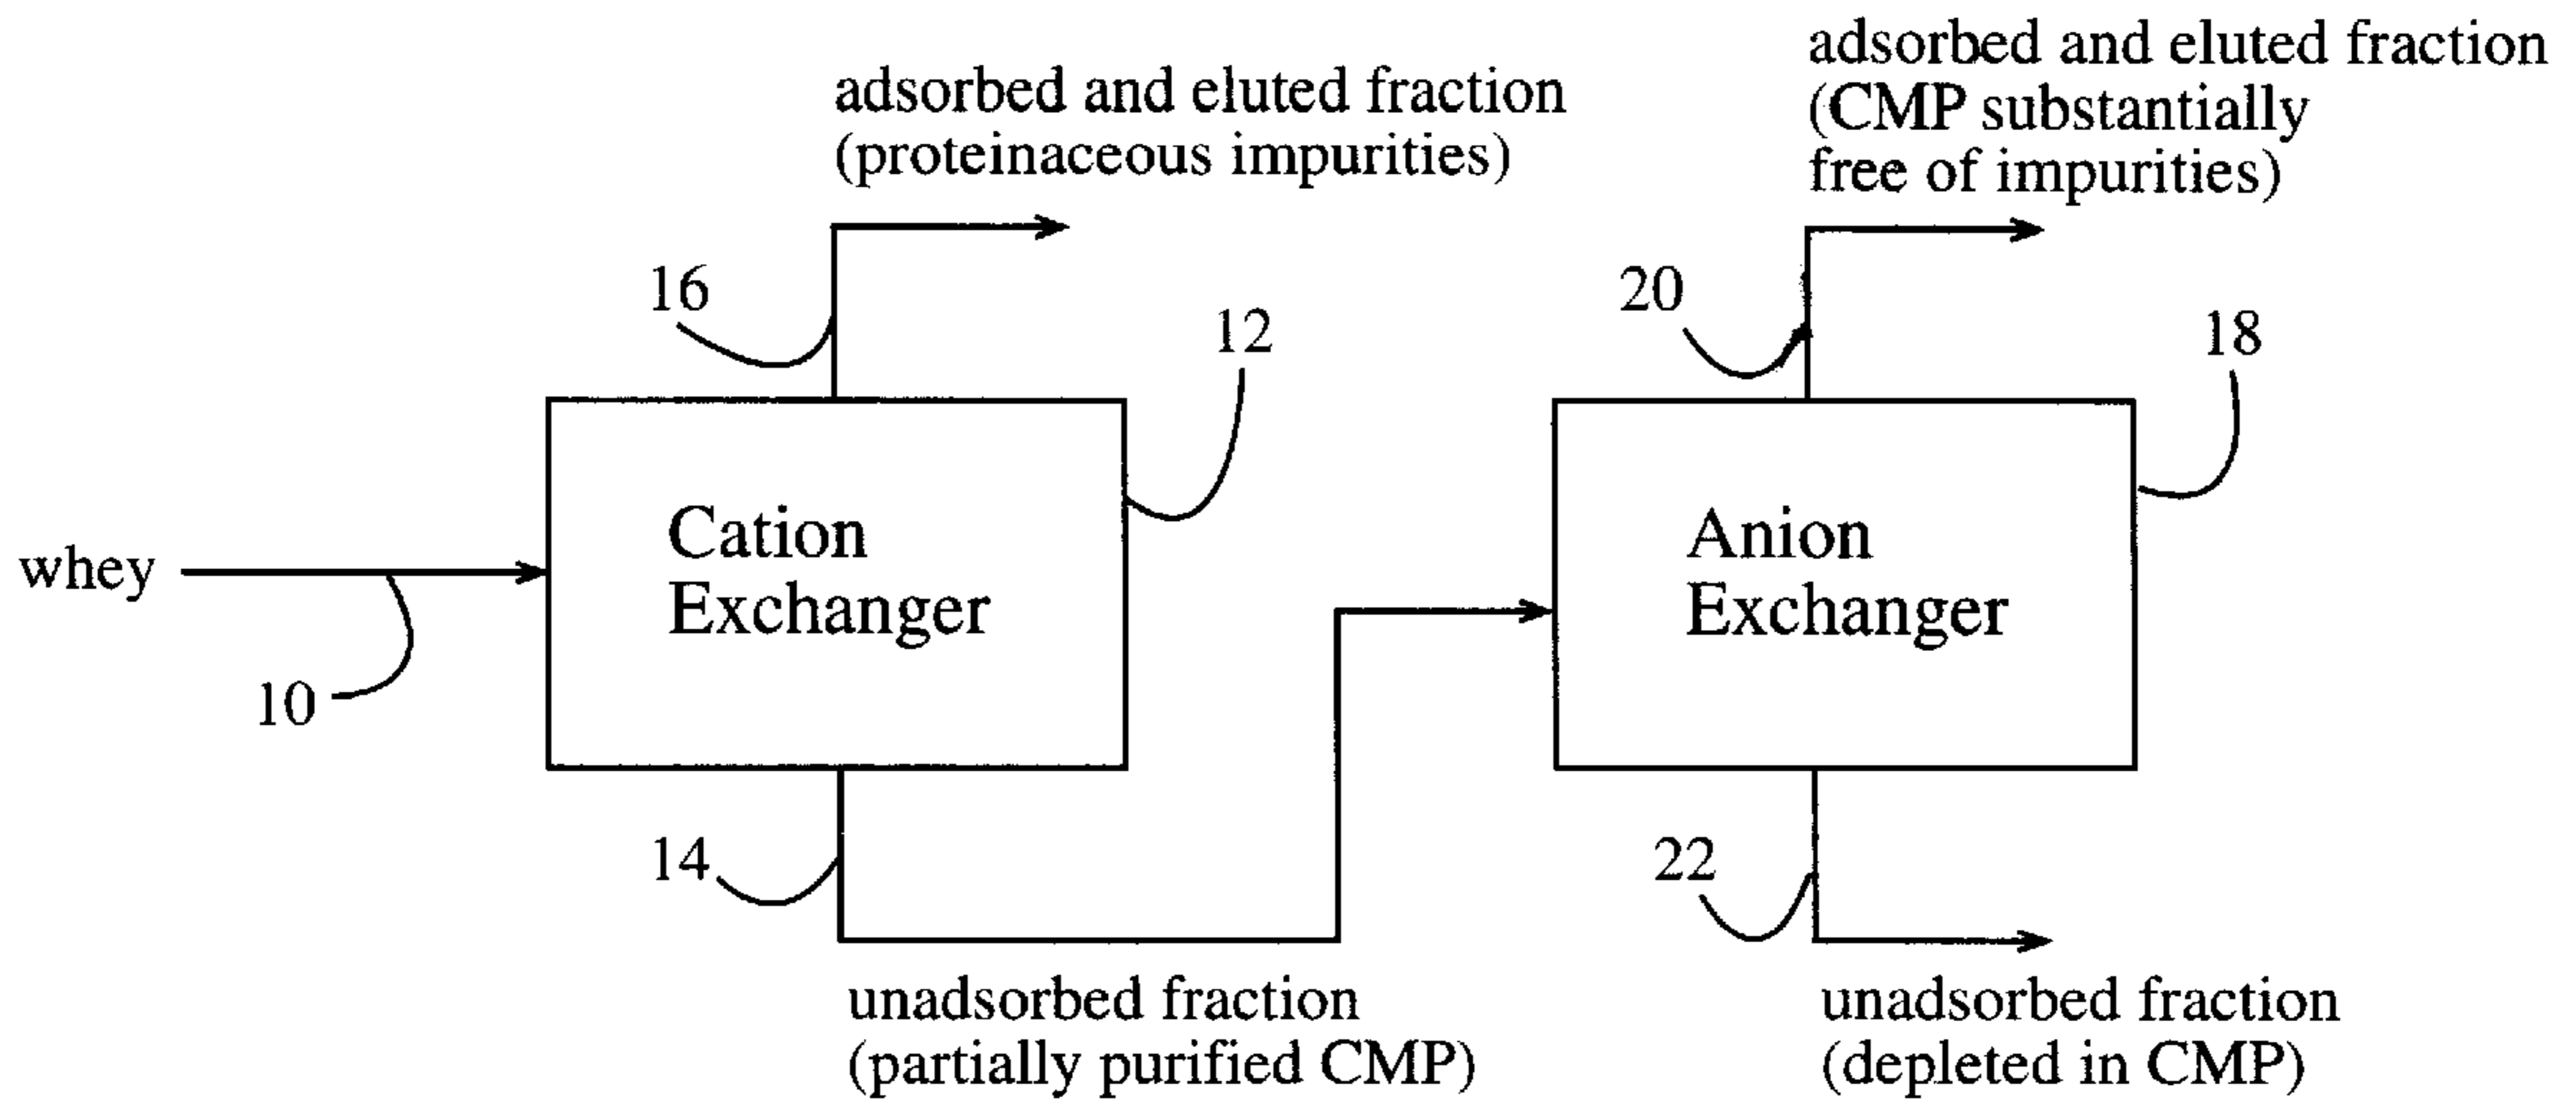 adsorbed and eluted fraction
(proteinaceous impurities)
adsorbed and eluted fraction
(CMP substantially
free of impurities)
16
12
20
18
whey
10
Cation
Exchanger
Anion
Exchanger
14
22
unadsorbed fraction
(partially purified CMP)
unadsorbed fraction
(depleted in CMP)